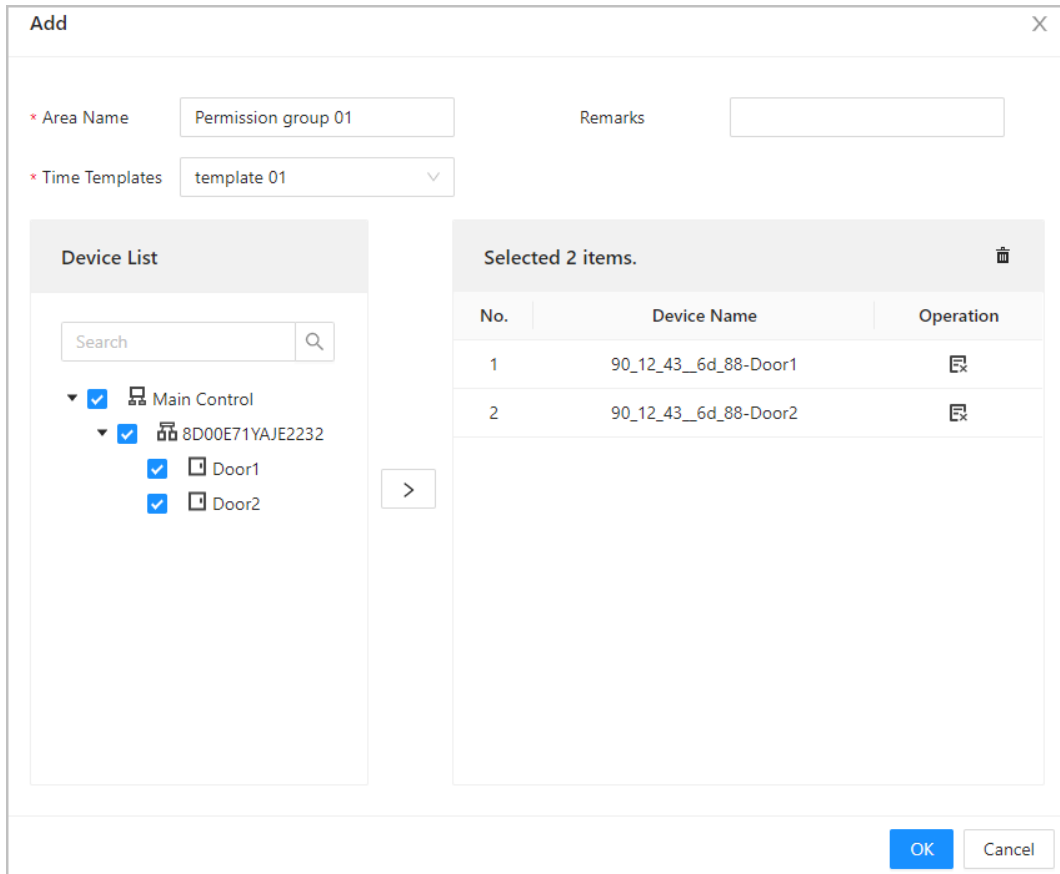 Add
* Area Name Permission group 01 Remarks
* Time Templates template 01
Device List
Search
Main Control
8D00E71YAJE2232
Door1
Door2
>
Selected 2 items.
No. Device Name Operation
1 90_12_43__6d_88-Door1
2 90_12_43__6d_88-Door2
OK Cancel